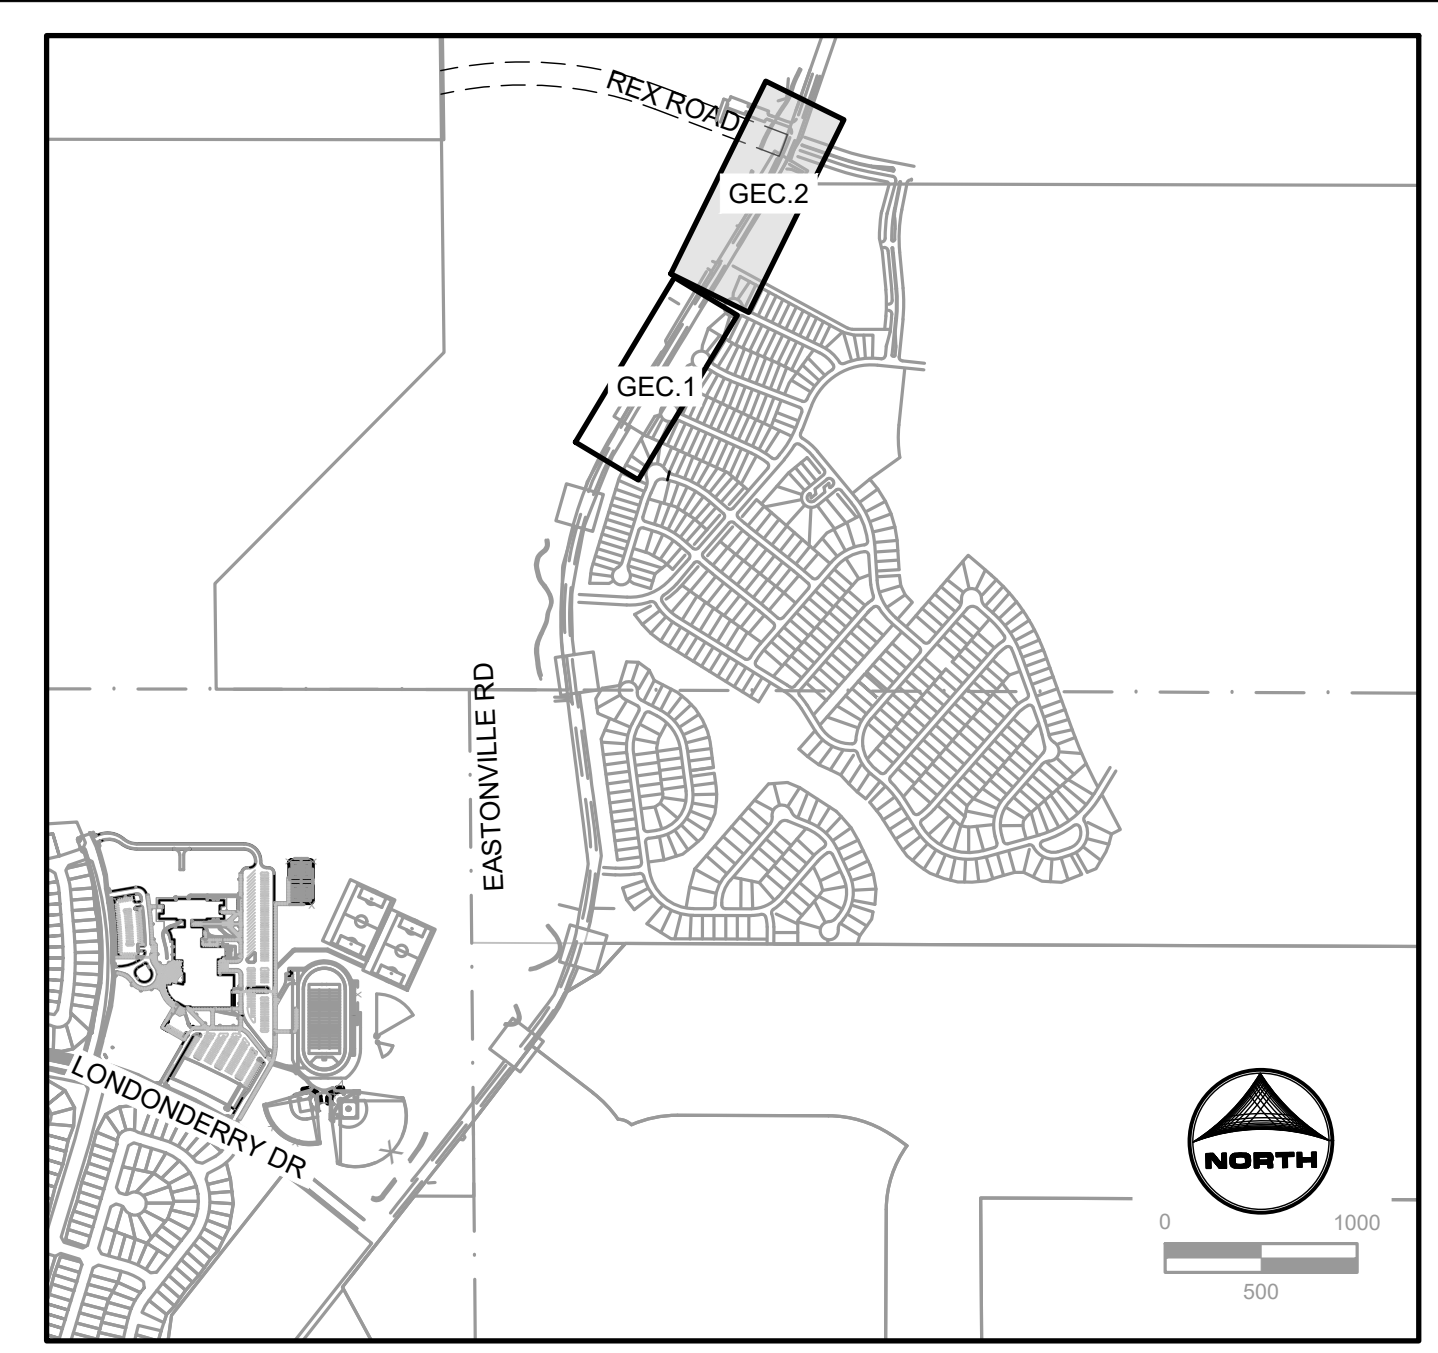 REX ROAD
GEC.2
GEC.1
EASTONVILLE RD
LONDONDERRY DR
NORTH
0
1000
500